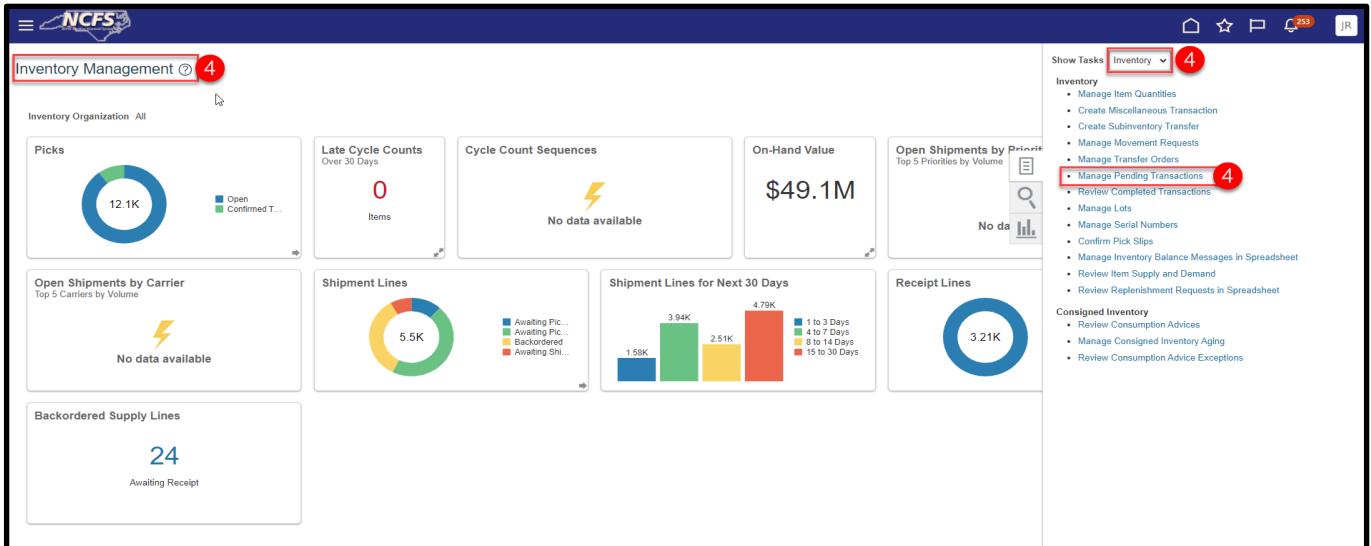 NCFS
253
JR
Inventory Management
4
Inventory Organization All
Picks
12.1K
Open
Confirmed T...
Late Cycle Counts
Over 30 Days
0
Items
Cycle Count Sequences
No data available
On-Hand Value
$49.1M
Open Shipments by Priorit
Top 5 Priorities by Volume
No da
Open Shipments by Carrier
Top 5 Carriers by Volume
No data available
Shipment Lines
5.5K
Awaiting Pic...
Awaiting Pic...
Backordered
Awaiting Shi...
Shipment Lines for Next 30 Days
1.58K
3.94K
2.51K
4.79K
1 to 3 Days
4 to 7 Days
8 to 14 Days
15 to 30 Days
Receipt Lines
3.21K
Backordered Supply Lines
24
Awaiting Receipt
Show Tasks Inventory 4
Inventory
Manage Item Quantities
Create Miscellaneous Transaction
Create Subinventory Transfer
Manage Movement Requests
Manage Transfer Orders
Manage Pending Transactions 4
Review Completed Transactions
Manage Lots
Manage Serial Numbers
Confirm Pick Slips
Manage Inventory Balance Messages in Spreadsheet
Review Item Supply and Demand
Review Replenishment Requests in Spreadsheet
Consigned Inventory
Review Consumption Advices
Manage Consigned Inventory Aging
Review Consumption Advice Exceptions